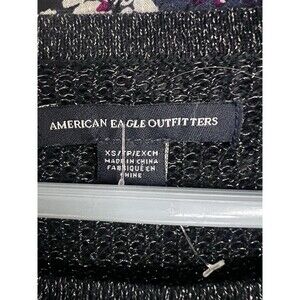 AMERICAN EAGLE OUTFITTERS
XS/TP/EXCH
MADE IN CHINA
FABRIQUÉ EN
CHINE